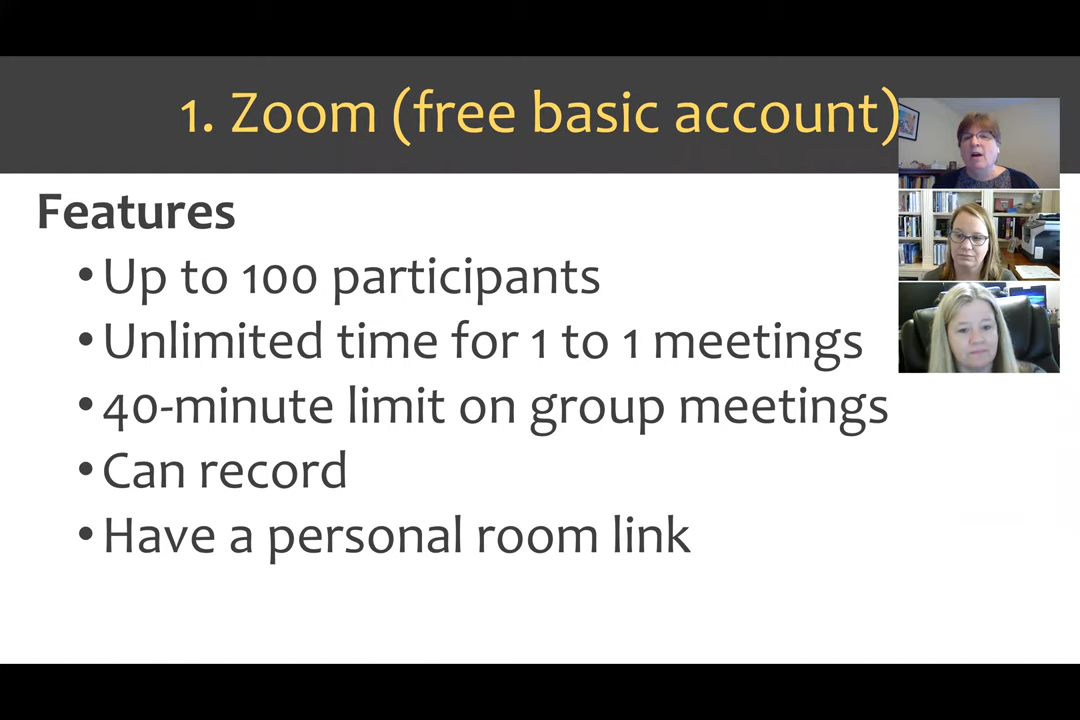 1. Zoom (free basic account)
Features
•Up to 100 participants
•Unlimited time for 1 to 1 meetings
•40-minute limit on group meetings
•Can record
•Have a personal room link